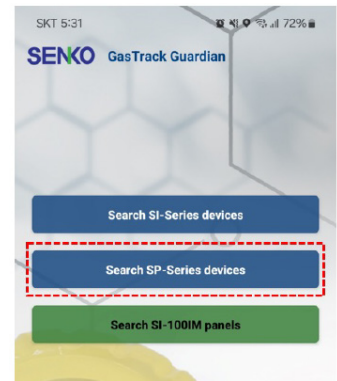 SKT 5:31 72%
SENKO GasTrack Guardian
Search SI-Series devices
Search SP-Series devices
Search SI-100IM panels